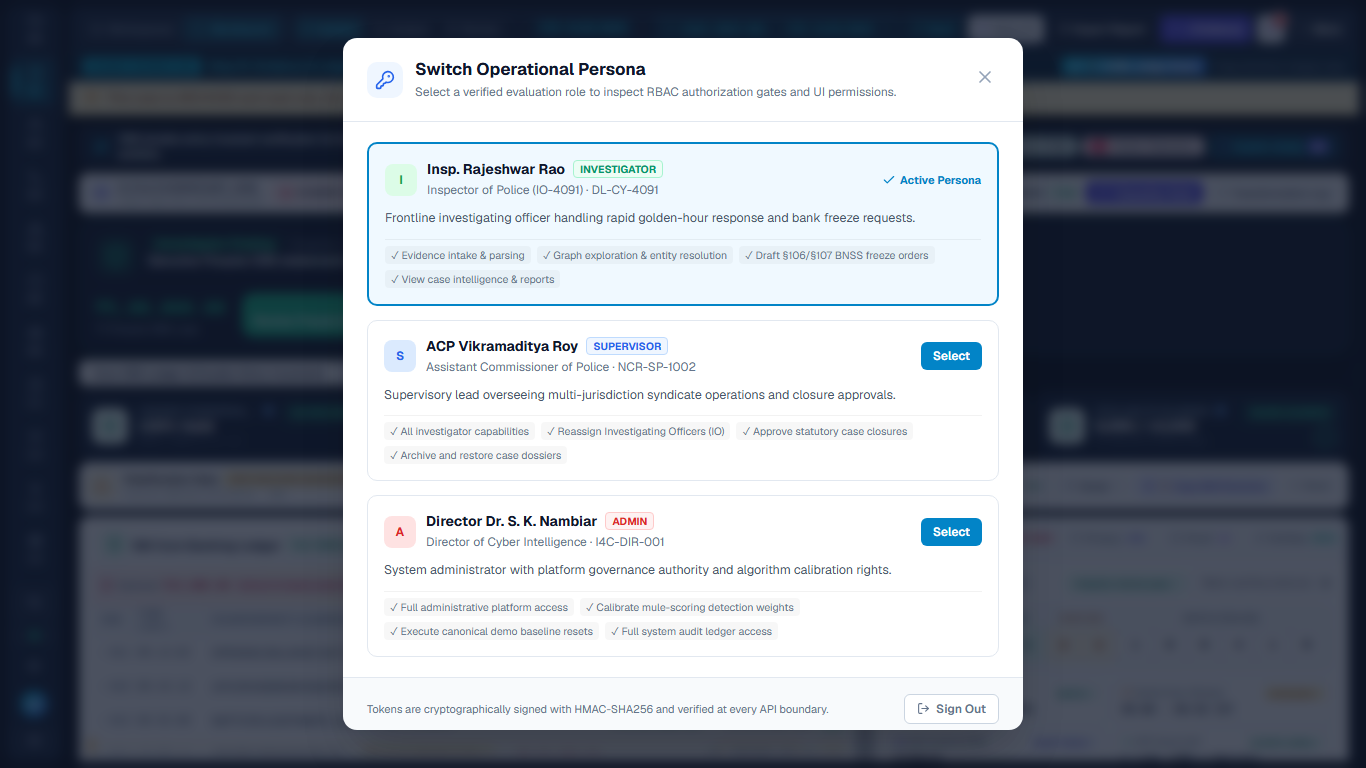 Switch Operational Persona
Select a verified evaluation role to inspect RBAC authorization gates and UI permissions.
I
Insp. Rajeshwar Rao INVESTIGATOR
Inspector of Police (IO-4091) · DL-CY-4091
✓ Active Persona
Frontline investigating officer handling rapid golden-hour response and bank freeze requests.
✓ Evidence intake & parsing ✓ Graph exploration & entity resolution ✓ Draft §106/§107 BNSS freeze orders
✓ View case intelligence & reports
S
ACP Vikramaditya Roy SUPERVISOR
Assistant Commissioner of Police · NCR-SP-1002
Select
Supervisory lead overseeing multi-jurisdiction syndicate operations and closure approvals.
✓ All investigator capabilities ✓ Reassign Investigating Officers (IO) ✓ Approve statutory case closures
✓ Archive and restore case dossiers
A
Director Dr. S. K. Nambiar ADMIN
Director of Cyber Intelligence · I4C-DIR-001
Select
System administrator with platform governance authority and algorithm calibration rights.
✓ Full administrative platform access ✓ Calibrate mule-scoring detection weights
✓ Execute canonical demo baseline resets ✓ Full system audit ledger access
Tokens are cryptographically signed with HMAC-SHA256 and verified at every API boundary.
Sign Out